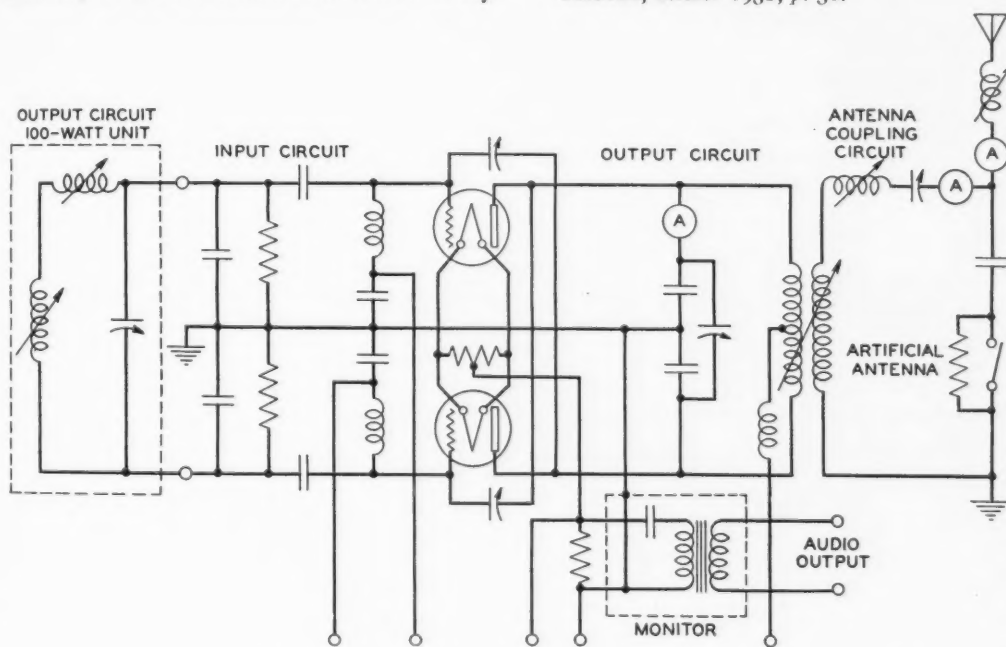 OUTPUT CIRCUIT
100-WATT UNIT
INPUT CIRCUIT
OUTPUT CIRCUIT
ANTENNA
COUPLING
CIRCUIT
A
A
A
ARTIFICIAL
ANTENNA
AUDIO
OUTPUT
MONITOR